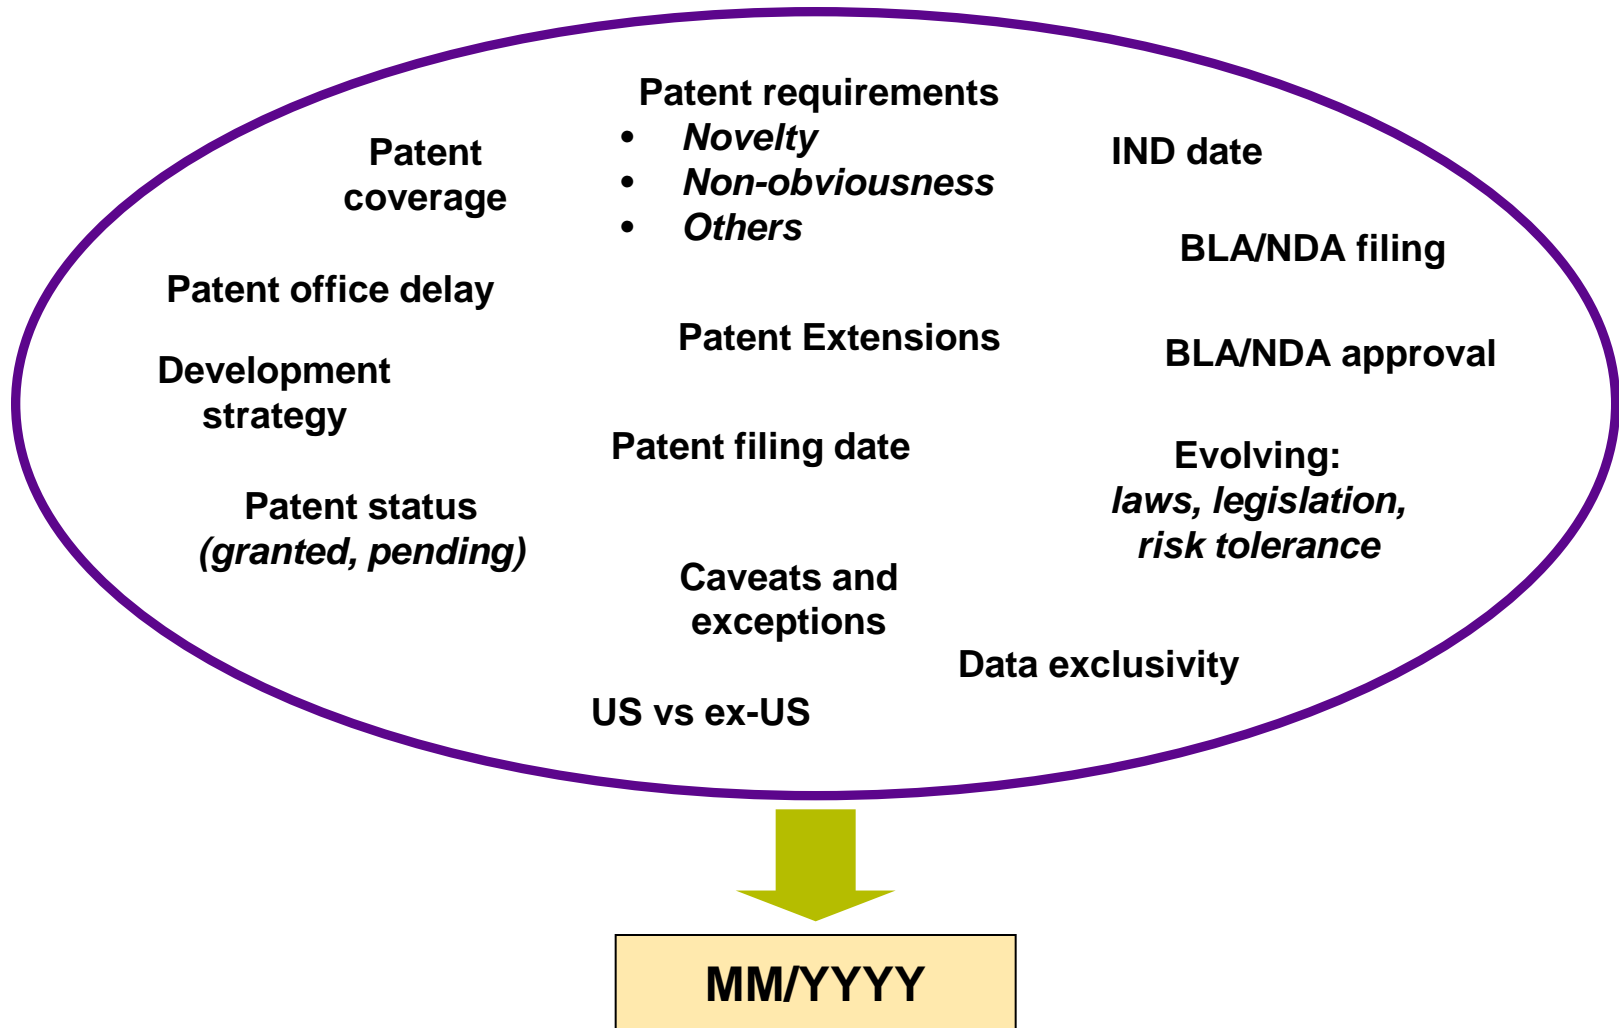 Patent requirements
• Novelty
• Non-obviousness
• Others
Patent
coverage
IND date
BLA/NDA filing
Patent office delay
Patent Extensions
BLA/NDA approval
Development
strategy
Patent filing date
Evolving:
laws, legislation,
risk tolerance
Patent status
(granted, pending)
Caveats and
exceptions
Data exclusivity
US vs ex-US
MM/YYYY